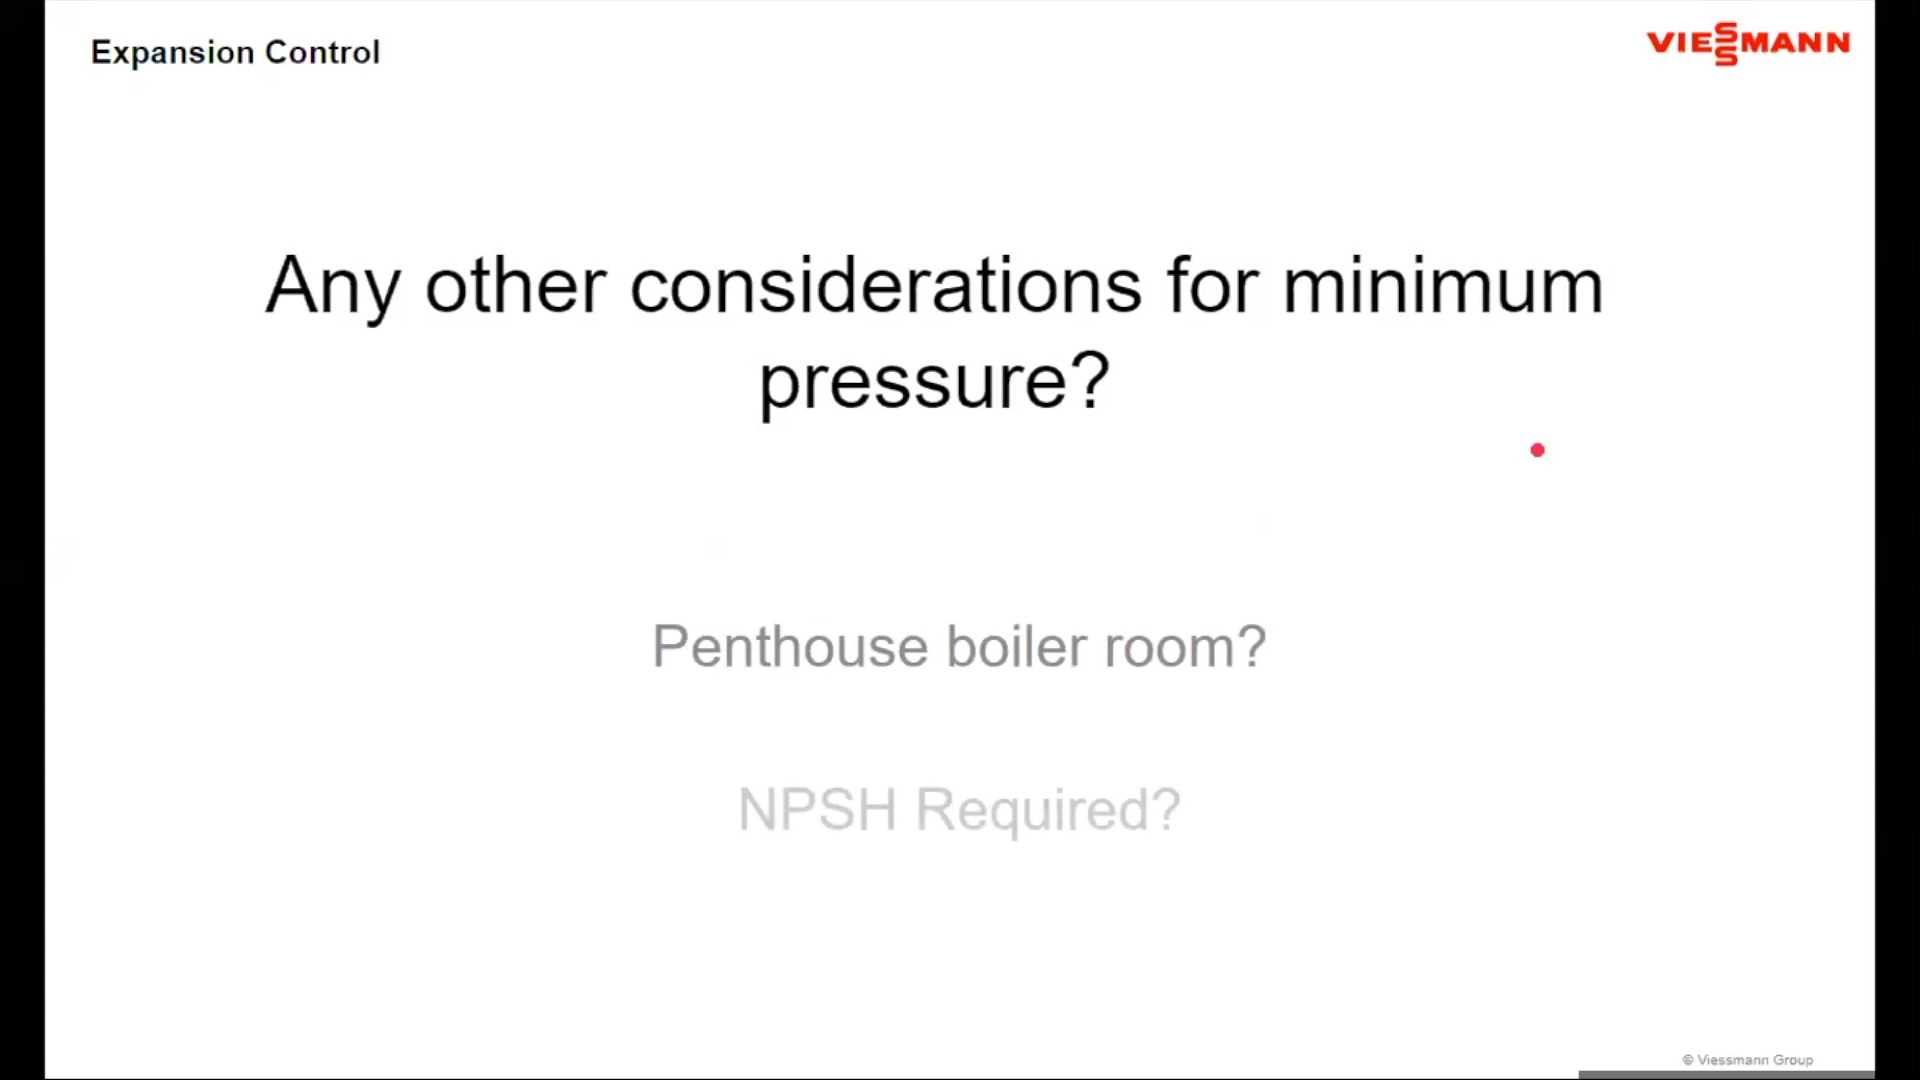 Expansion Control
VIESSMANN
Any other considerations for minimum
pressure?
Penthouse boiler room?
NPSH Required?
© Viessmann Group